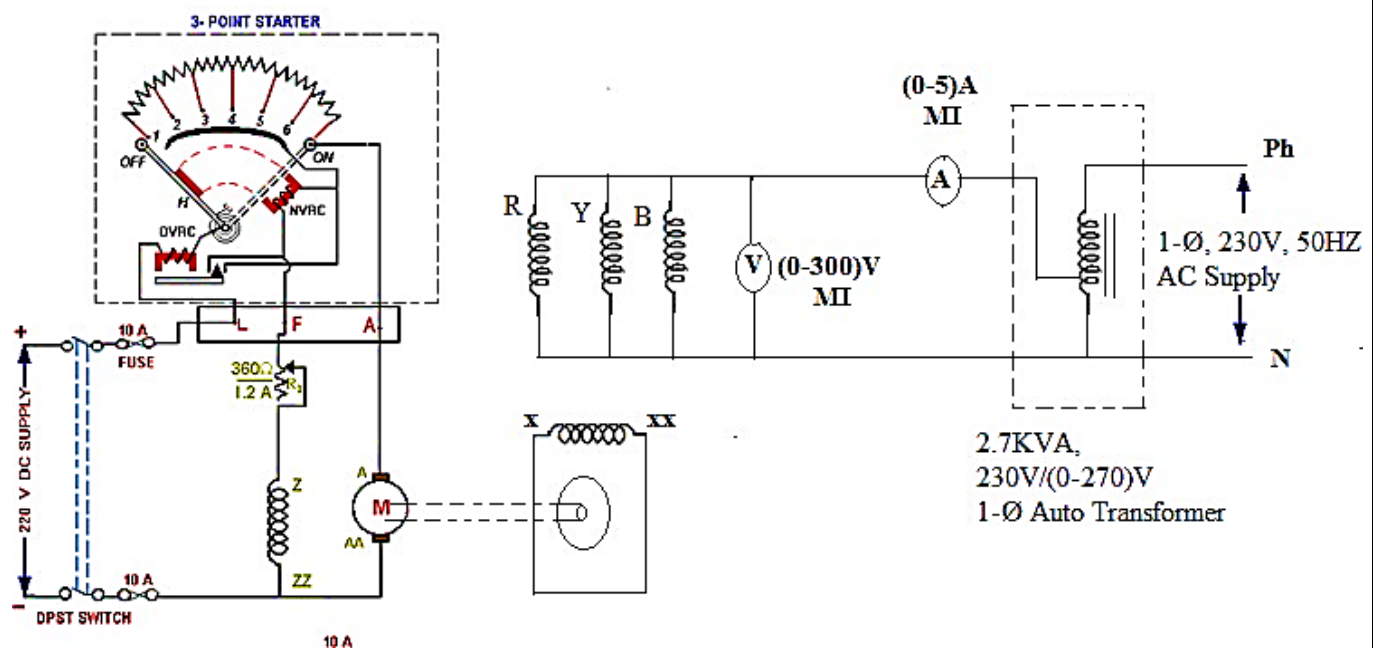 3- POINT STARTER
1
2
3
4
5
6
OFF
ON
H
NVRC
OVRC
L
F
A
+
10 A
FUSE
360Ω
1.2 A
R₁
220 V DC SUPPLY
Z
A
M
AA
ZZ
-
10 A
DPST SWITCH
10 A
R
Y
B
V
(0-300)V
MI
A
(0-5)A
MI
Ph
1-Ø, 230V, 50HZ
AC Supply
N
x
xx
2.7KVA,
230V/(0-270)V
1-Ø Auto Transformer